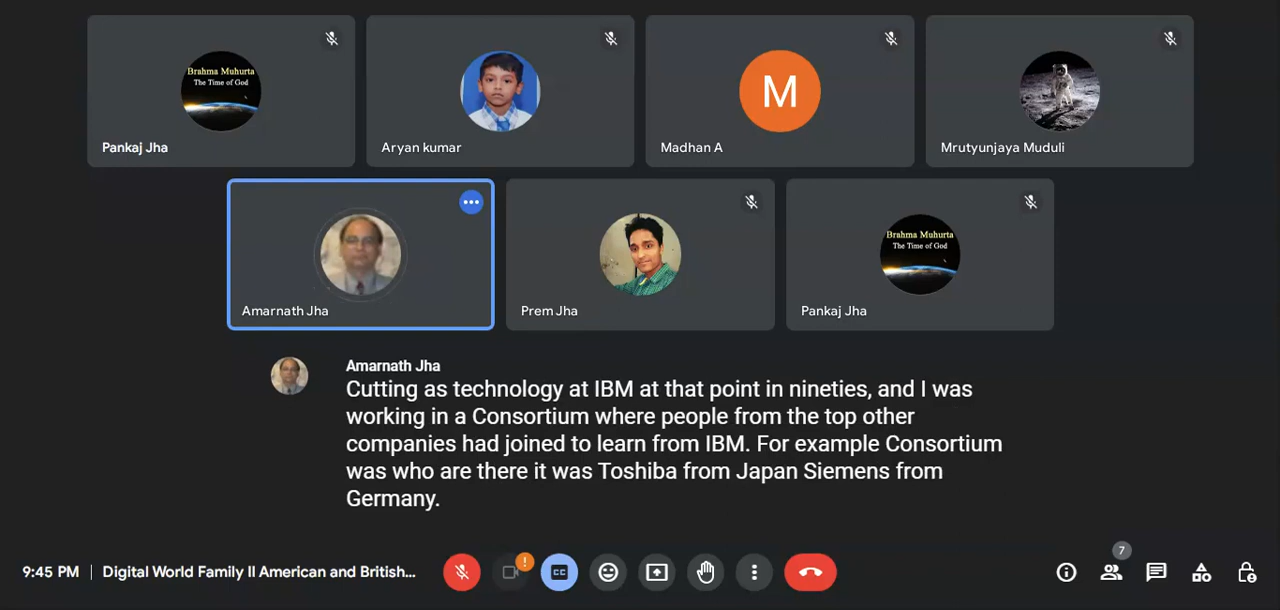 Brahma Muhurta
The Time of God
Pankaj Jha
Aryan kumar
M
Madhan A
Mrutyunjaya Muduli
Amarnath Jha
Prem Jha
Brahma Muhurta
The Time of God
Pankaj Jha
Amarnath Jha
Cutting as technology at IBM at that point in nineties, and I was
working in a Consortium where people from the top other
companies had joined to learn from IBM. For example Consortium
was who are there it was Toshiba from Japan Siemens from
Germany.
9:45 PM | Digital World Family II American and British...
CC
7